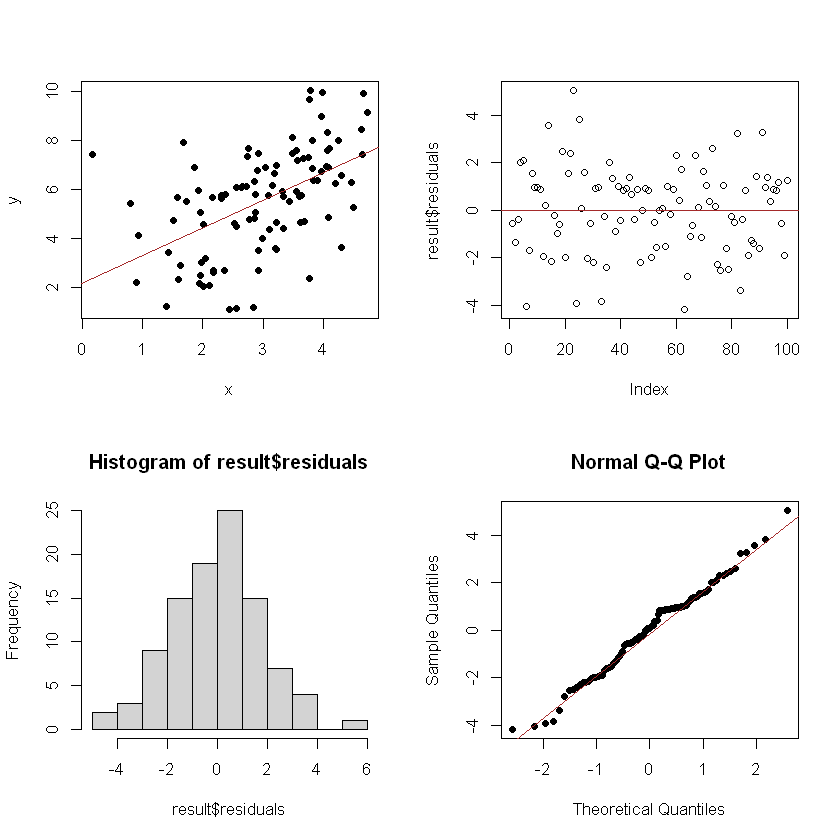 y
10
8
6
4
2
0 1 2 3 4
x
result$residuals
4
2
0
-2
-4
0 20 40 60 80 100
Index
Histogram of result$residuals
Frequency
25
20
15
10
5
0
-4 -2 0 2 4 6
result$residuals
Normal Q-Q Plot
Sample Quantiles
4
2
0
-2
-4
-2 -1 0 1 2
Theoretical Quantiles